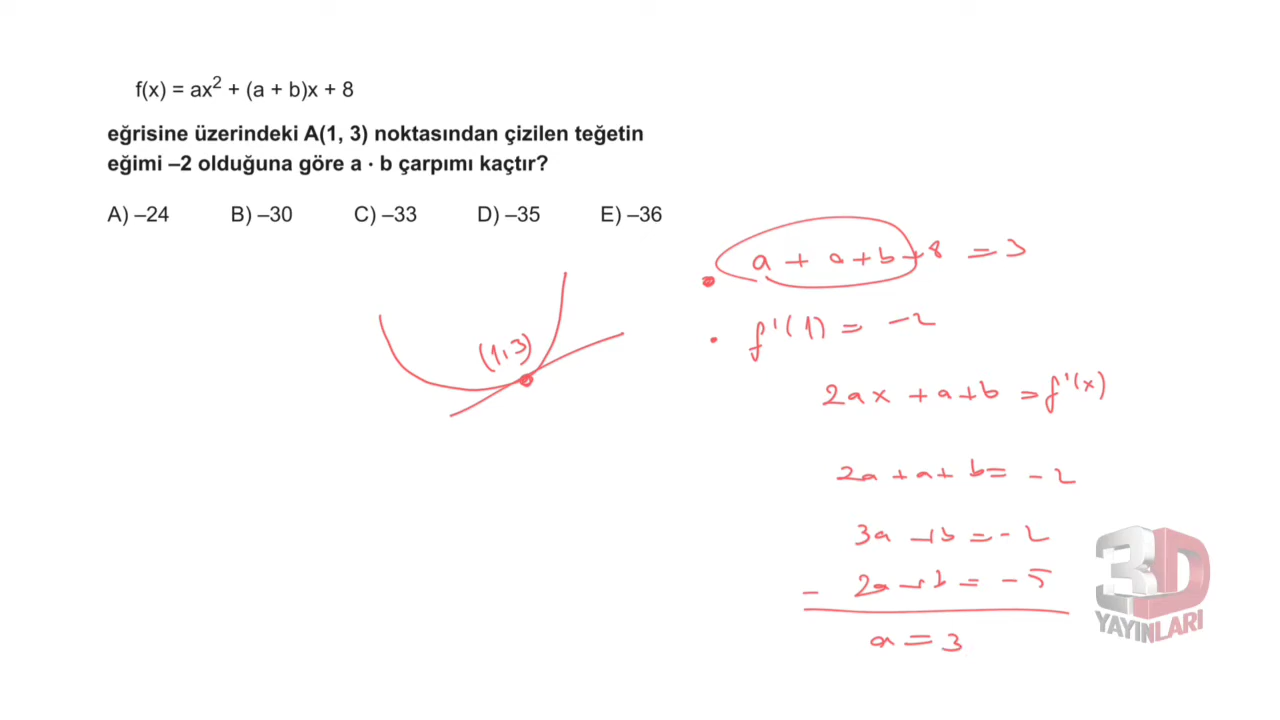 f(x) = ax² + (a + b)x + 8
eğrisine üzerindeki A(1, 3) noktasından çizilen teğetin
eğimi –2 olduğuna göre a · b çarpımı kaçtır?
A) –24 B) –30 C) –33 D) –35 E) –36
a + a + b + 8 = 3
f'(1) = -2
(1, 3)
2ax + a + b = f'(x)
2a + a + b = -2
3a + b = -2
- 2a + b = -5
a = 3
3D
YAYINLARI